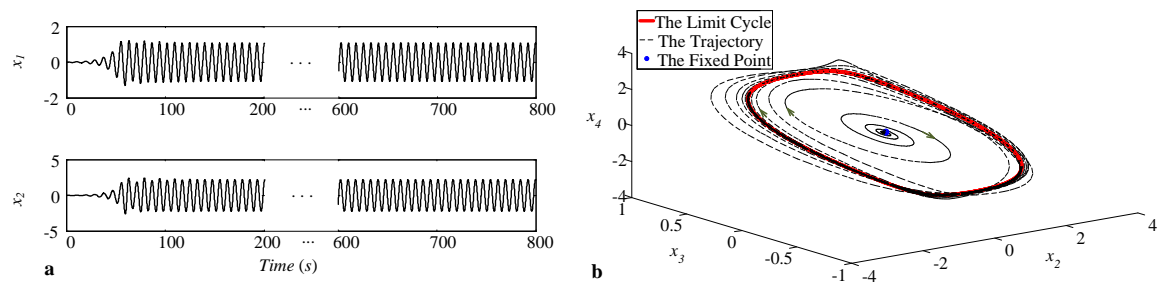 2
0
-2
x1
0 100 200 ... 600 700 800
. . .
5
0
-5
x2
0 100 200 ... 600 700 800
. . .
Time (s)
a
The Limit Cycle
The Trajectory
The Fixed Point
4
2
0
-2
-4
x4
1
0.5
0
-0.5
-1
x3
-4
-2
0
2
4
x2
b